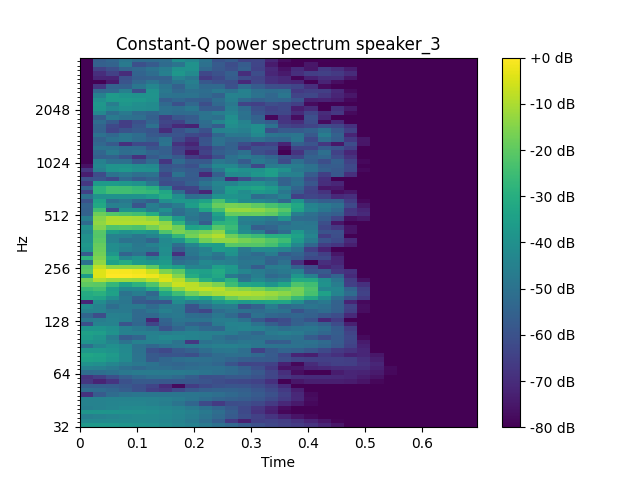 Constant-Q power spectrum speaker_3
Hz
2048
1024
512
256
128
64
32
0
0.1
0.2
0.3
0.4
0.5
0.6
Time
+0 dB
-10 dB
-20 dB
-30 dB
-40 dB
-50 dB
-60 dB
-70 dB
-80 dB